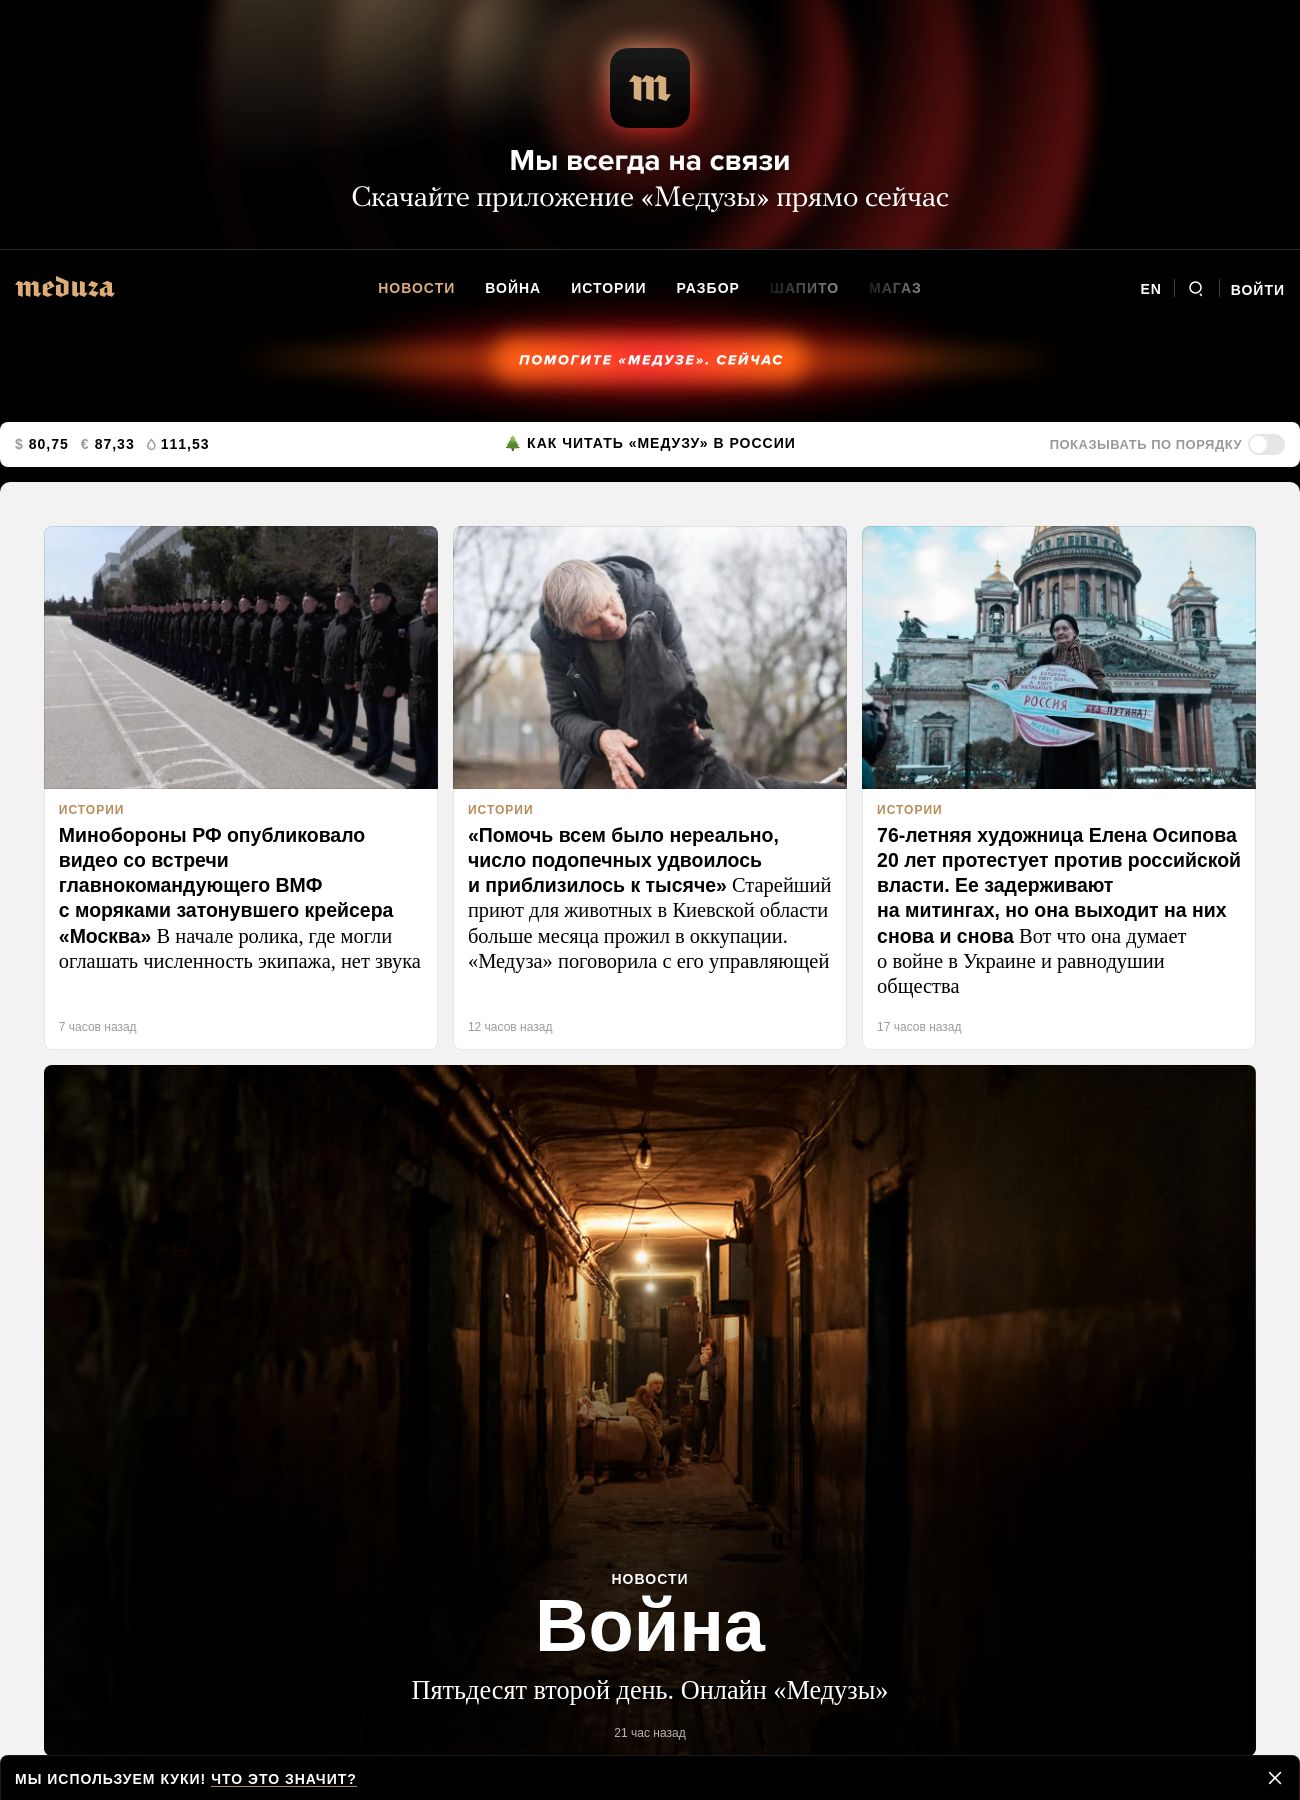 m
Мы всегда на связи
Скачайте приложение «Медузы» прямо сейчас
meduza
НОВОСТИ ВОЙНА ИСТОРИИ РАЗБОР ШАПИТО МАГАЗ
EN ВОЙТИ
ПОМОГИТЕ «МЕДУЗЕ». СЕЙЧАС
$ 80,75 € 87,33 111,53
КАК ЧИТАТЬ «МЕДУЗУ» В РОССИИ
ПОКАЗЫВАТЬ ПО ПОРЯДКУ
ИСТОРИИ
Минобороны РФ опубликовало
видео со встречи
главнокомандующего ВМФ
с моряками затонувшего крейсера
«Москва» В начале ролика, где могли
оглашать численность экипажа, нет звука
7 часов назад
ИСТОРИИ
«Помочь всем было нереально,
число подопечных удвоилось
и приблизилось к тысяче» Старейший
приют для животных в Киевской области
больше месяца прожил в оккупации.
«Медуза» поговорила с его управляющей
12 часов назад
РОССИЯ
БЕЗ ПУТИНА!
МИРНАЯ
ИСТОРИИ
76-летняя художница Елена Осипова
20 лет протестует против российской
власти. Ее задерживают
на митингах, но она выходит на них
снова и снова Вот что она думает
о войне в Украине и равнодушии
общества
17 часов назад
НОВОСТИ
Война
Пятьдесят второй день. Онлайн «Медузы»
21 час назад
МЫ ИСПОЛЬЗУЕМ КУКИ! ЧТО ЭТО ЗНАЧИТ?